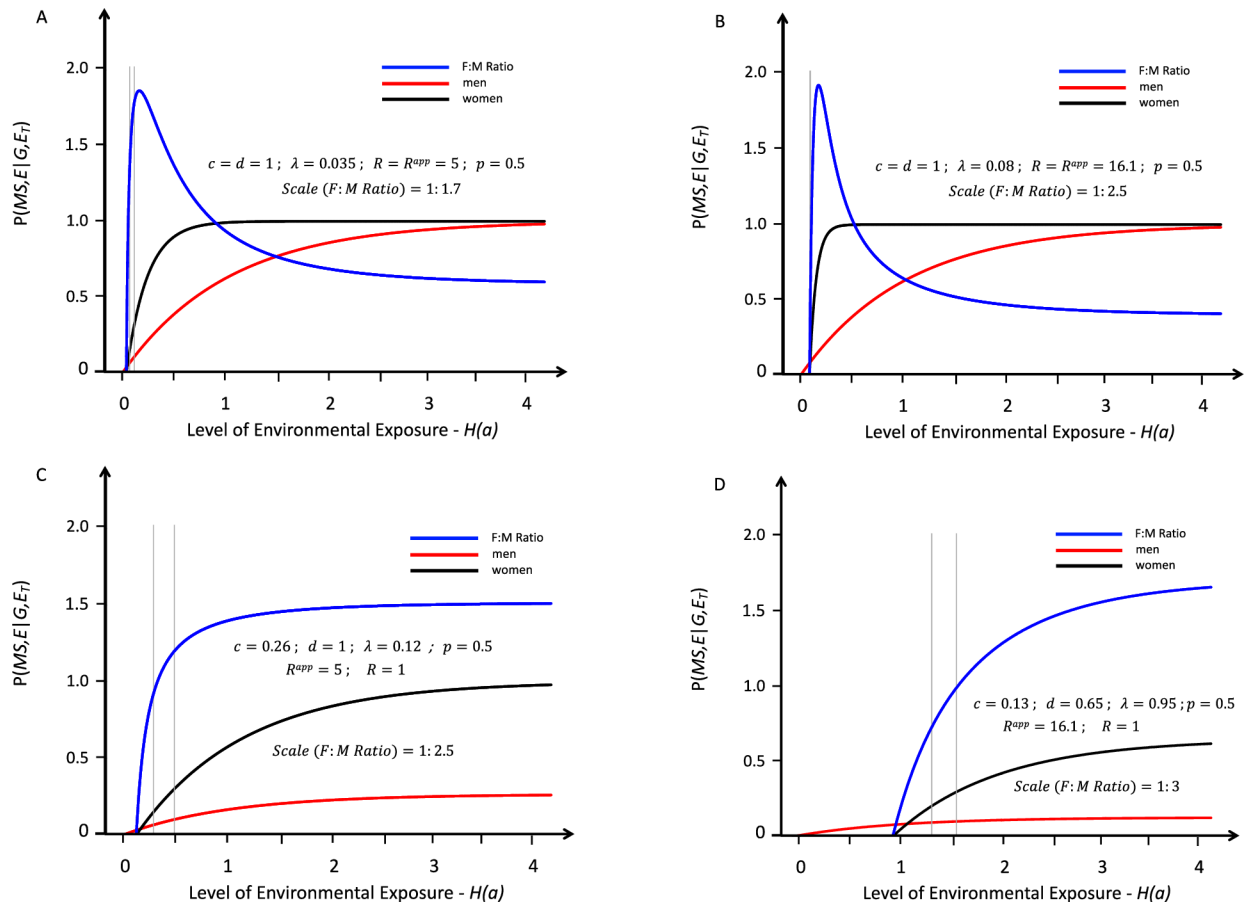 A
P(MS,E | G,E_T)
2.0
1.5
1.0
0.5
0
F:M Ratio
men
women
c = d = 1 ; λ = 0.035 ; R = R^app = 5 ; p = 0.5
Scale (F: M Ratio) = 1: 1.7
0 1 2 3 4
Level of Environmental Exposure - H(a)
B
P(MS,E | G,E_T)
2.0
1.5
1.0
0.5
0
F:M Ratio
men
women
c = d = 1 ; λ = 0.08 ; R = R^app = 16.1 ; p = 0.5
Scale (F: M Ratio) = 1: 2.5
0 1 2 3 4
Level of Environmental Exposure - H(a)
C
P(MS,E | G,E_T)
2.0
1.5
1.0
0.5
0
F:M Ratio
men
women
c = 0.26 ; d = 1 ; λ = 0.12 ; p = 0.5
R^app = 5 ; R = 1
Scale (F: M Ratio) = 1: 2.5
0 1 2 3 4
Level of Environmental Exposure - H(a)
D
P(MS,E | G,E_T)
2.0
1.5
1.0
0.5
0
F:M Ratio
men
women
c = 0.13 ; d = 0.65 ; λ = 0.95 ; p = 0.5
R^app = 16.1 ; R = 1
Scale (F: M Ratio) = 1: 3
0 1 2 3 4
Level of Environmental Exposure - H(a)